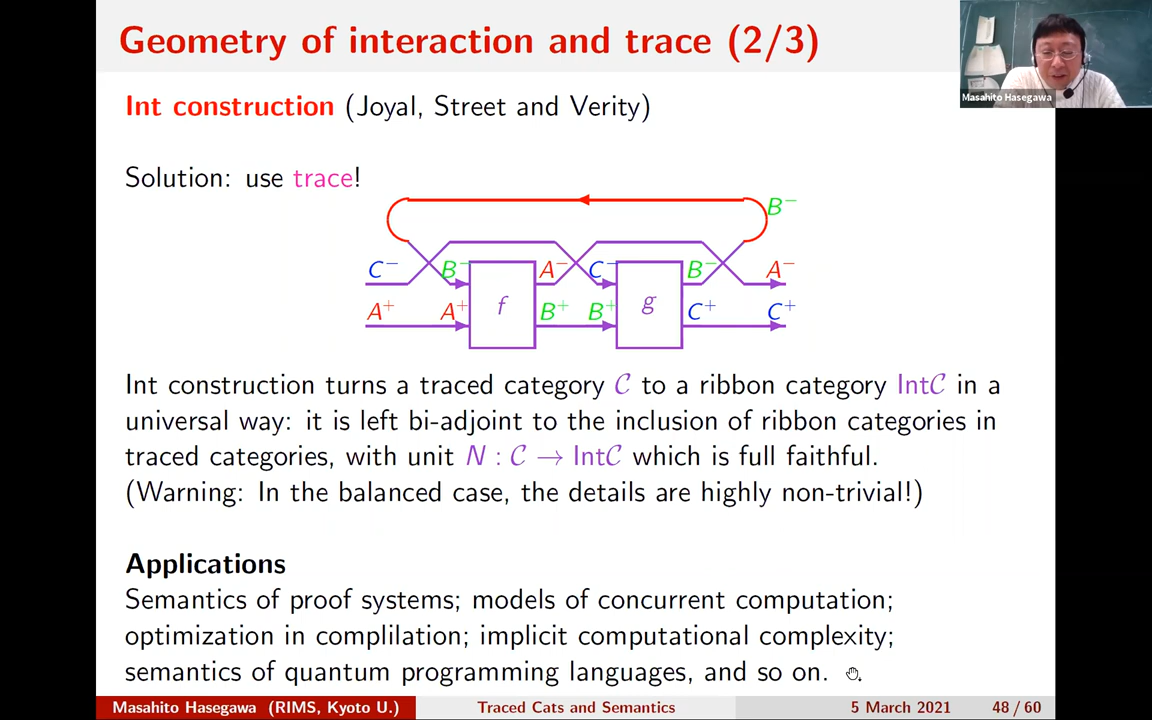 Geometry of interaction and trace (2/3)
Masahito Hasegawa
Int construction (Joyal, Street and Verity)
Solution: use trace!
B⁻
C⁻ B⁻ A⁻ C⁻ B⁻ A⁻
f g
A⁺ A⁺ B⁺ B⁺ C⁺ C⁺
Int construction turns a traced category 𝒞 to a ribbon category Int𝒞 in a
universal way: it is left bi-adjoint to the inclusion of ribbon categories in
traced categories, with unit N : 𝒞 → Int𝒞 which is full faithful.
(Warning: In the balanced case, the details are highly non-trivial!)
Applications
Semantics of proof systems; models of concurrent computation;
optimization in complilation; implicit computational complexity;
semantics of quantum programming languages, and so on.
Masahito Hasegawa (RIMS, Kyoto U.) Traced Cats and Semantics 5 March 2021 48 / 60